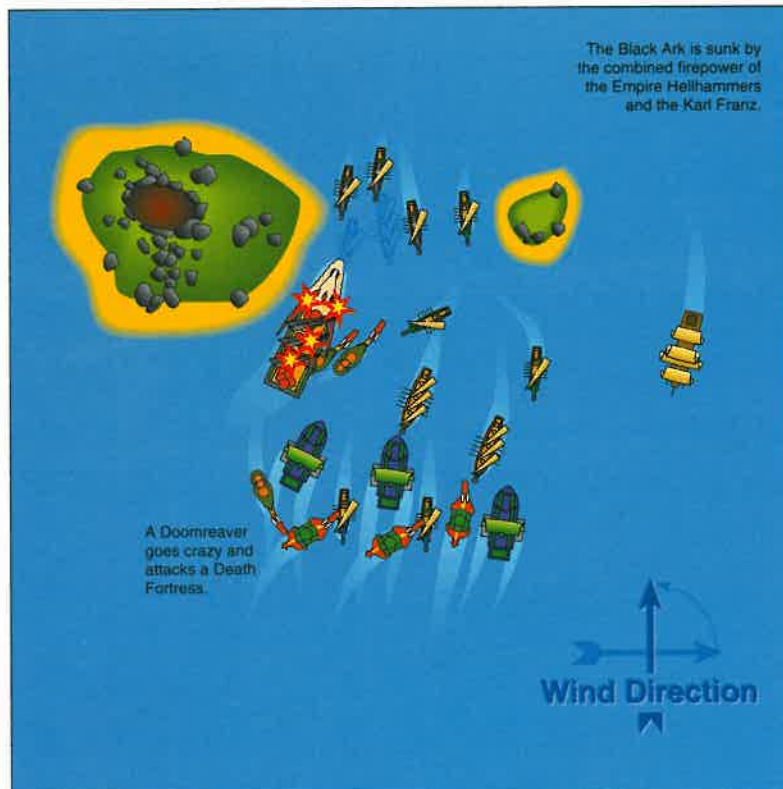 The Black Ark is sunk by
the combined firepower of
the Empire Hellhammers
and the Karl Franz.
A Doomreaver
goes crazy and
attacks a Death
Fortress.
Wind Direction